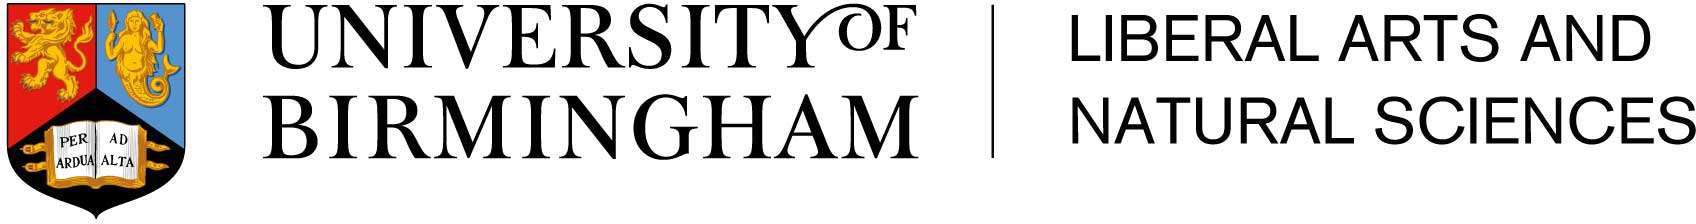 PER AD
ARDUA ALTA
UNIVERSITY OF
BIRMINGHAM
LIBERAL ARTS AND
NATURAL SCIENCES